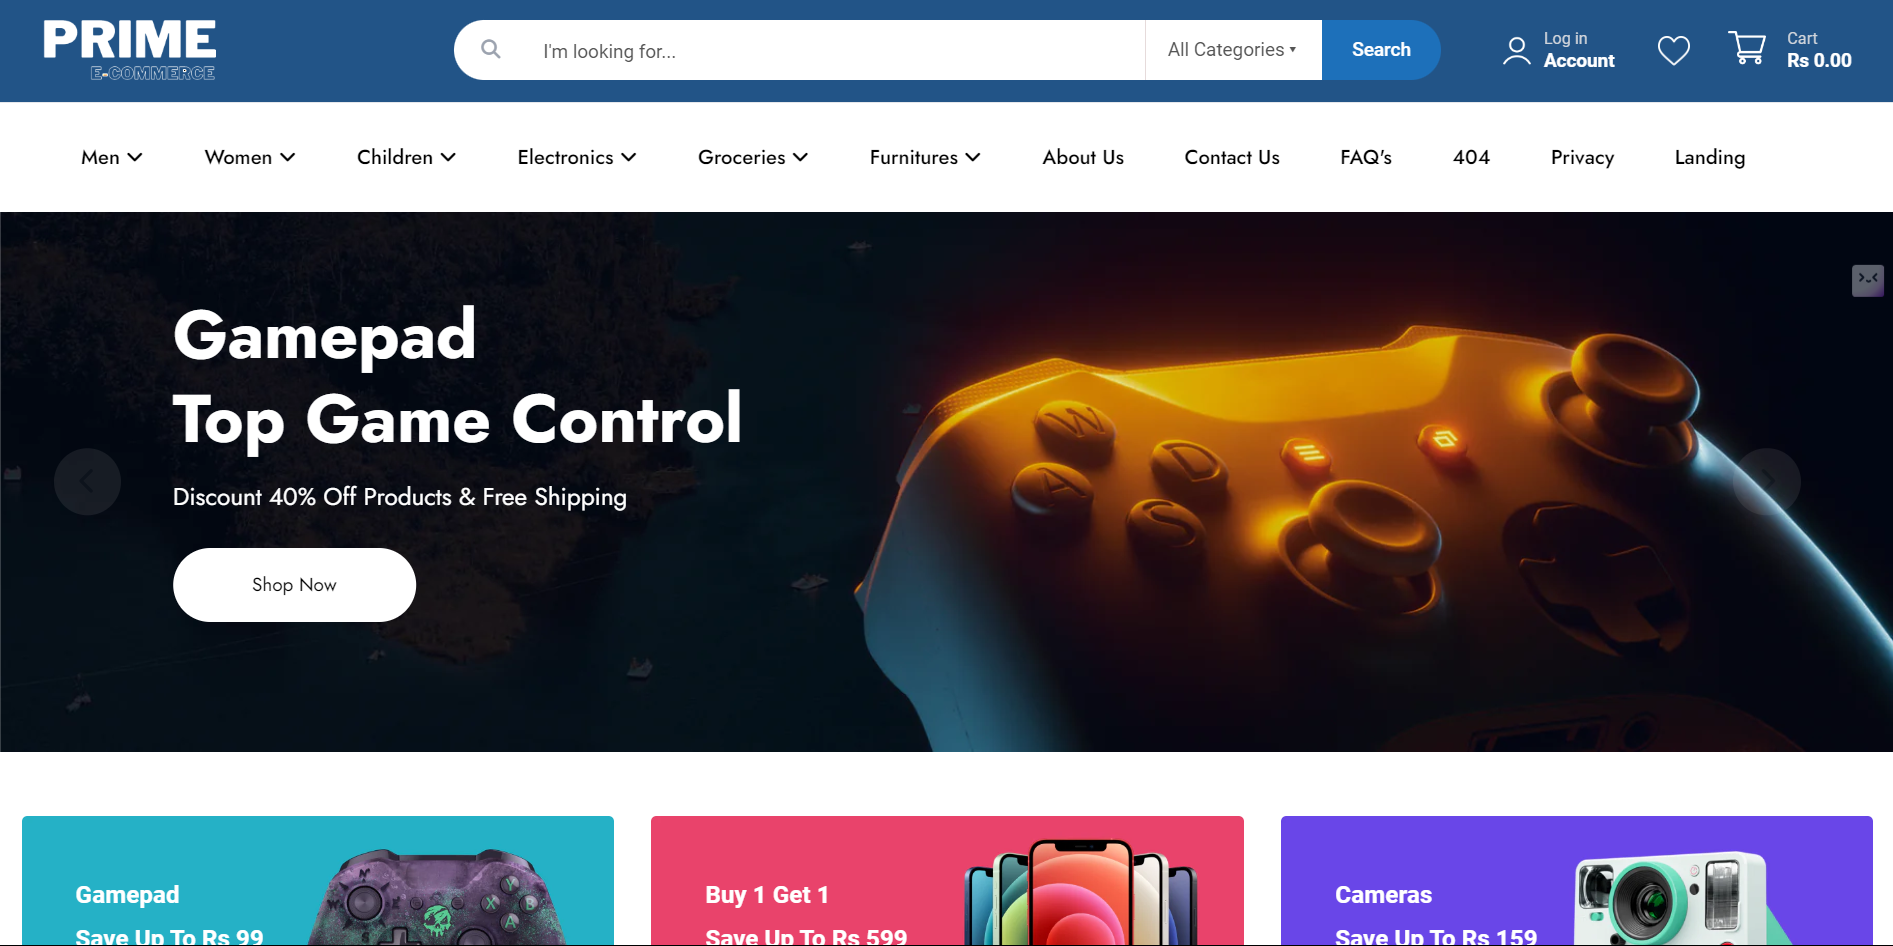 PRIME
E-COMMERCE
I'm looking for...
All Categories
Search
Log in
Account
Cart
Rs 0.00
Men
Women
Children
Electronics
Groceries
Furnitures
About Us
Contact Us
FAQ's
404
Privacy
Landing
Gamepad
Top Game Control
Discount 40% Off Products & Free Shipping
Shop Now
W
A
D
S
Gamepad
Save Up To Rs 99
N
W
E
S
Y
X
B
A
Buy 1 Get 1
Save Up To Rs 599
Cameras
Save Up To Rs 159